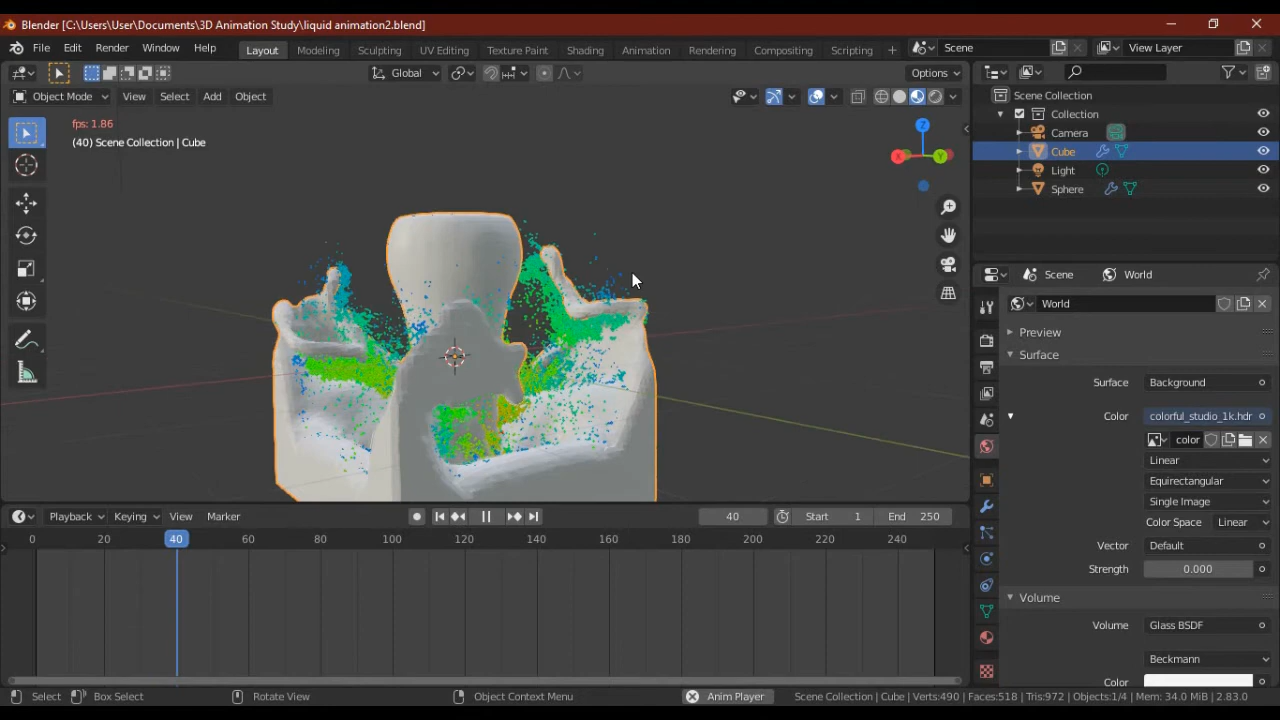 Blender [C:\Users\User\Documents\3D Animation Study\liquid animation2.blend]
File Edit Render Window Help Layout Modeling Sculpting UV Editing Texture Paint Shading Animation Rendering Compositing Scripting + Scene View Layer
Global Options
Object Mode View Select Add Object
fps: 1.86
(40) Scene Collection | Cube
Z
X Y
Scene Collection
Collection
Camera
Cube
Light
Sphere
Scene World
World
Preview
Surface
Surface Background
Color colorful_studio_1k.hdr
color
Linear
Equirectangular
Single Image
Color Space Linear
Vector Default
Strength 0.000
Volume
Volume Glass BSDF
Beckmann
Color
Playback Keying View Marker 40 Start 1 End 250
0 20 40 60 80 100 120 140 160 180 200 220 240
Select Box Select Rotate View Object Context Menu Anim Player Scene Collection | Cube | Verts:490 | Faces:518 | Tris:972 | Objects:1/4 | Mem: 34.0 MiB | 2.83.0